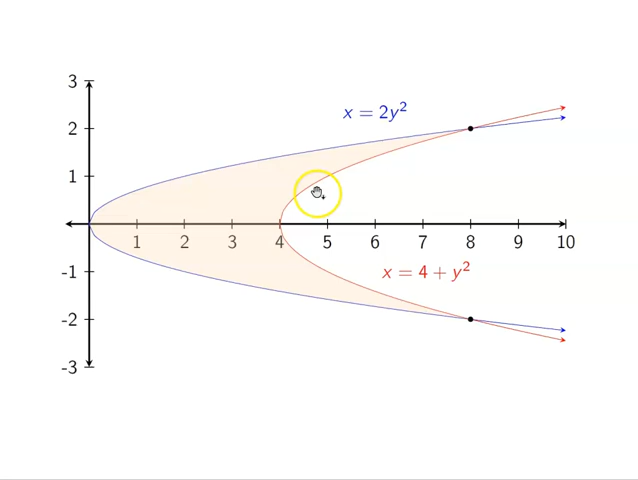 3
x = 2y²
2
1
1 2 3 4 5 6 7 8 9 10
-1
x = 4 + y²
-2
-3